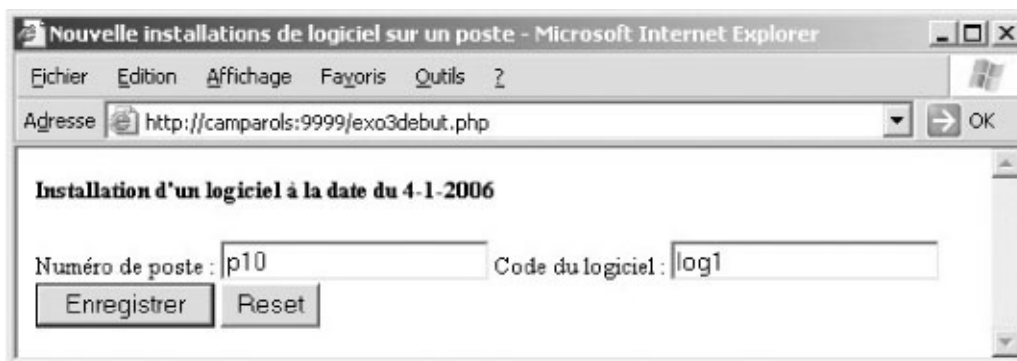 Nouvelle installations de logiciel sur un poste - Microsoft Internet Explorer
Fichier Edition Affichage Favoris Outils ?
Adresse http://camparols:9999/exo3debut.php OK
Installation d'un logiciel à la date du 4-1-2006
Numéro de poste : p10 Code du logiciel : log1
Enregistrer Reset